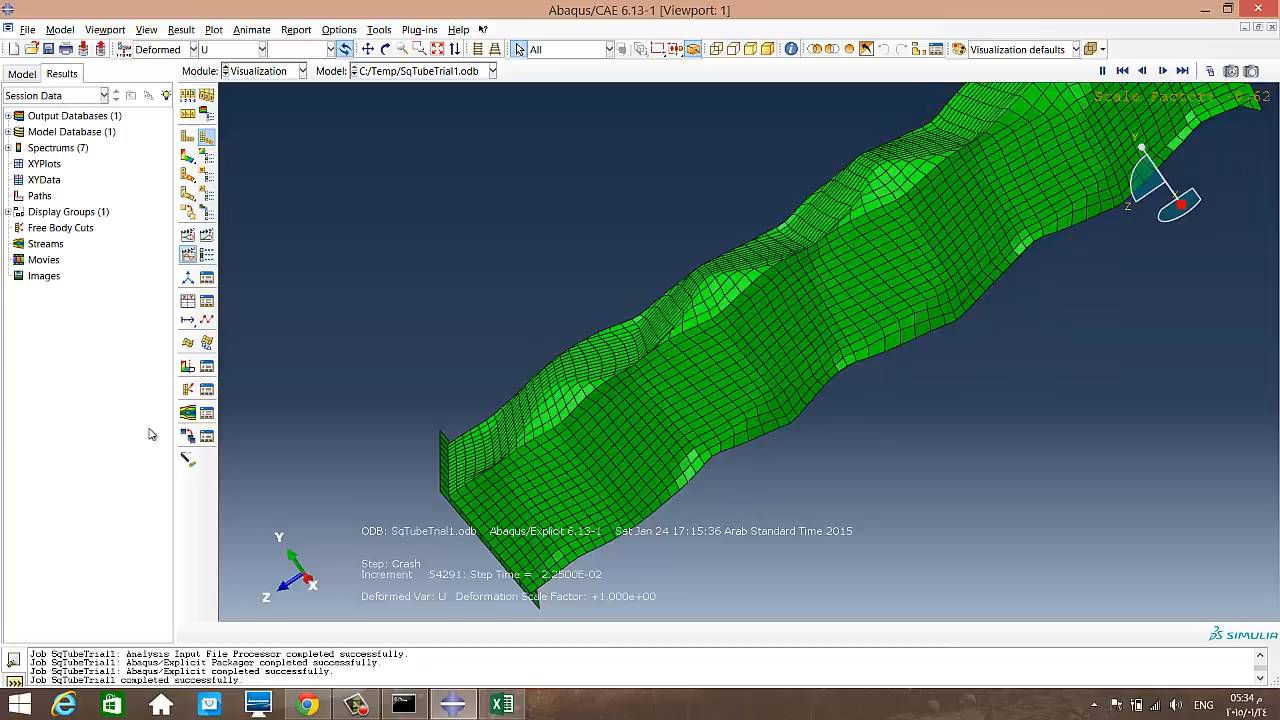 Abaqus/CAE 6.13-1 [Viewport: 1]
File Model Viewport View Result Plot Animate Report Options Tools Plug-ins Help
Deformed U All Visualization defaults
Model Results Module: Visualization Model: C:/Temp/SqTubeTrial1.odb
Session Data
Output Databases (1)
Model Database (1)
Spectrums (7)
XYPlots
XYData
Paths
Display Groups (1)
Free Body Cuts
Streams
Movies
Images
Scale Factor:
Y
Z
ODB: SqTubeTrial1.odb Abaqus/Explicit 6.13-1 Sat Jan 24 17:15:36 Arab Standard Time 2015
Step: Crash
Increment 54291: Step Time = 2.2500E-02
Deformed Var: U Deformation Scale Factor: +1.000e+00
Y
Z
X
SIMULIA
Job SqTubeTrial1: Analysis Input File Processor completed successfully.
Job SqTubeTrial1: Abaqus/Explicit Packager completed successfully.
Job SqTubeTrial1: Abaqus/Explicit completed successfully.
Job SqTubeTrial1 completed successfully.
ENG
05:34 م